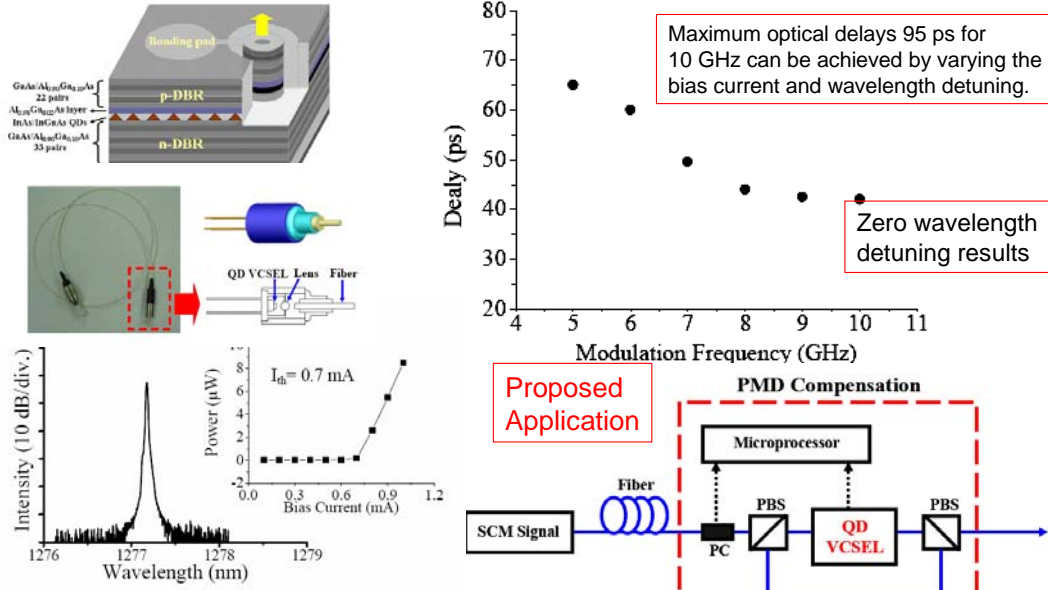 Bonding pad
GaAs/Al0.90Ga0.10As
22 pairs
p-DBR
Al0.98Ga0.02As layer
InAs/InGaAs QDs
GaAs/Al0.90Ga0.10As
33 pairs
n-DBR
QD VCSEL Lens Fiber
Intensity (10 dB/div.)
1276 1277 1278 1279
Wavelength (nm)
Power (μW)
10
8
6
4
2
0
Ith= 0.7 mA
0.0 0.3 0.6 0.9 1.2
Bias Current (mA)
Dealy (ps)
80
70
60
50
40
30
20
4 5 6 7 8 9 10 11
Modulation Frequency (GHz)
Maximum optical delays 95 ps for
10 GHz can be achieved by varying the
bias current and wavelength detuning.
Zero wavelength
detuning results
Proposed
Application
PMD Compensation
Microprocessor
Fiber
SCM Signal
PC
PBS
QD
VCSEL
PBS